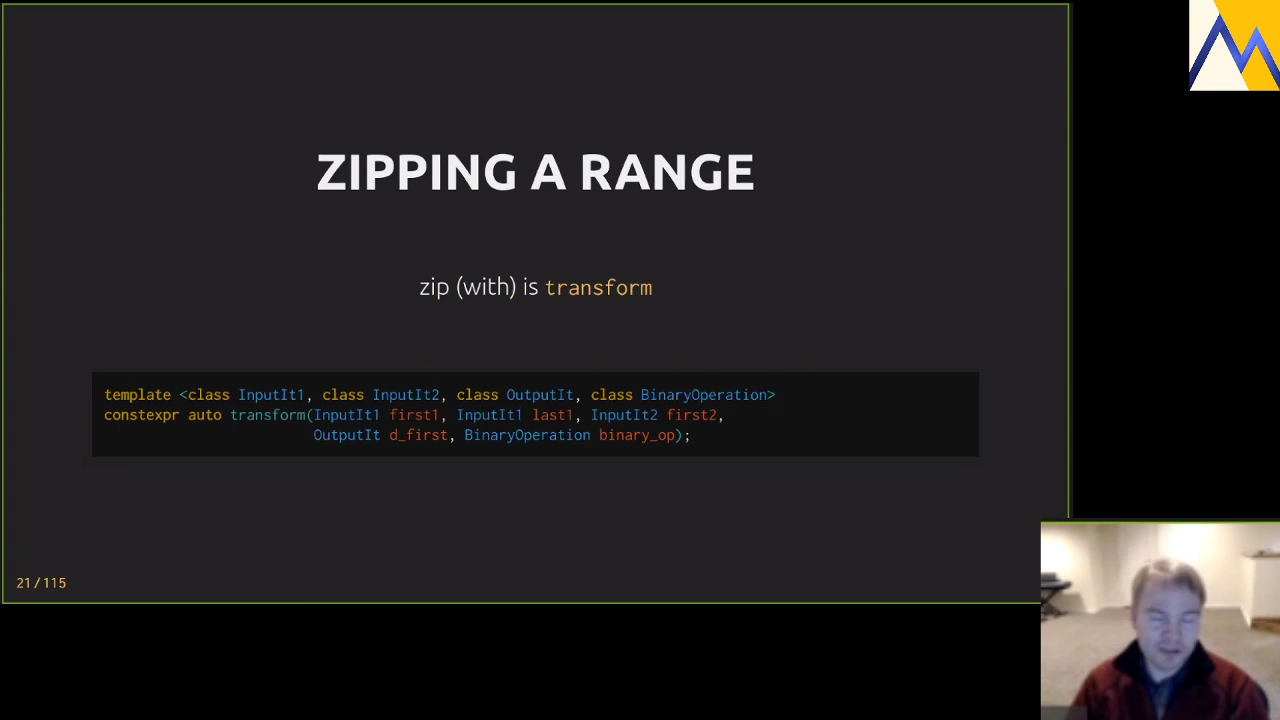 ZIPPING A RANGE
zip (with) is transform
template <class InputIt1, class InputIt2, class OutputIt, class BinaryOperation>
constexpr auto transform(InputIt1 first1, InputIt1 last1, InputIt2 first2,
OutputIt d_first, BinaryOperation binary_op);
21 / 115